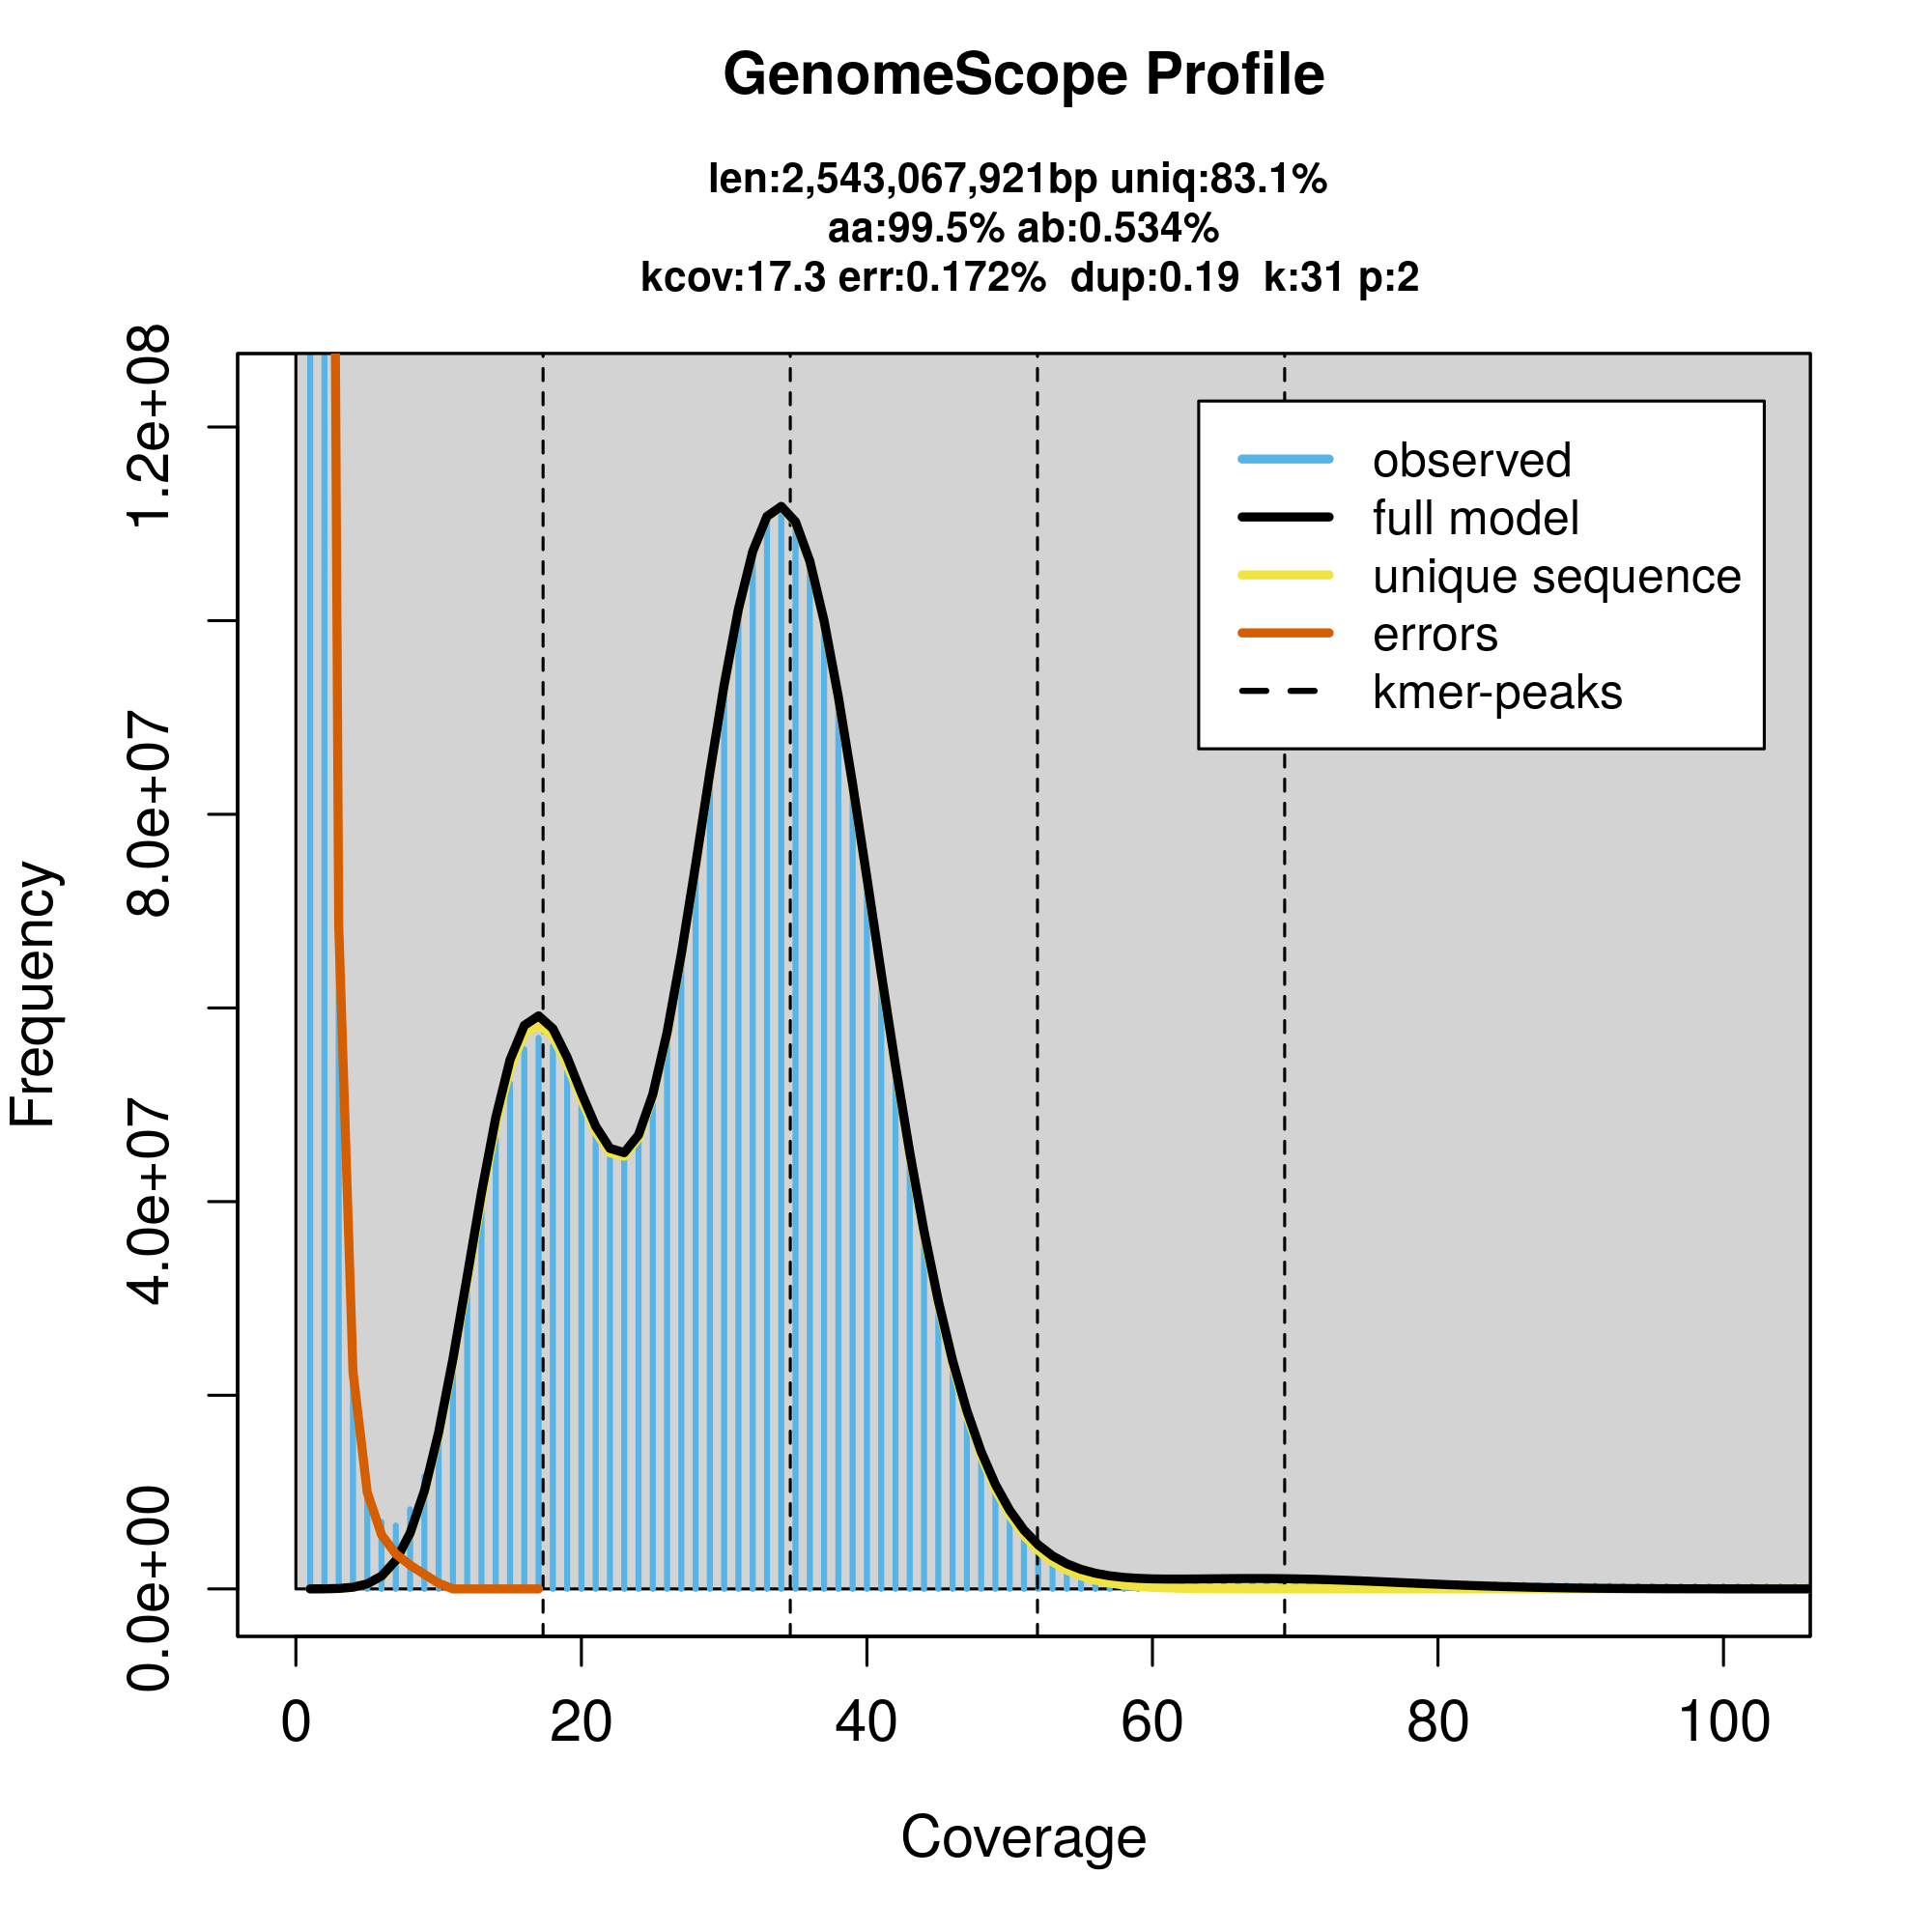 GenomeScope Profile
len:2,543,067,921bp uniq:83.1%
aa:99.5% ab:0.534%
kcov:17.3 err:0.172% dup:0.19 k:31 p:2
observed
full model
unique sequence
errors
kmer-peaks
Frequency
1.2e+08
8.0e+07
4.0e+07
0.0e+00
0 20 40 60 80 100
Coverage